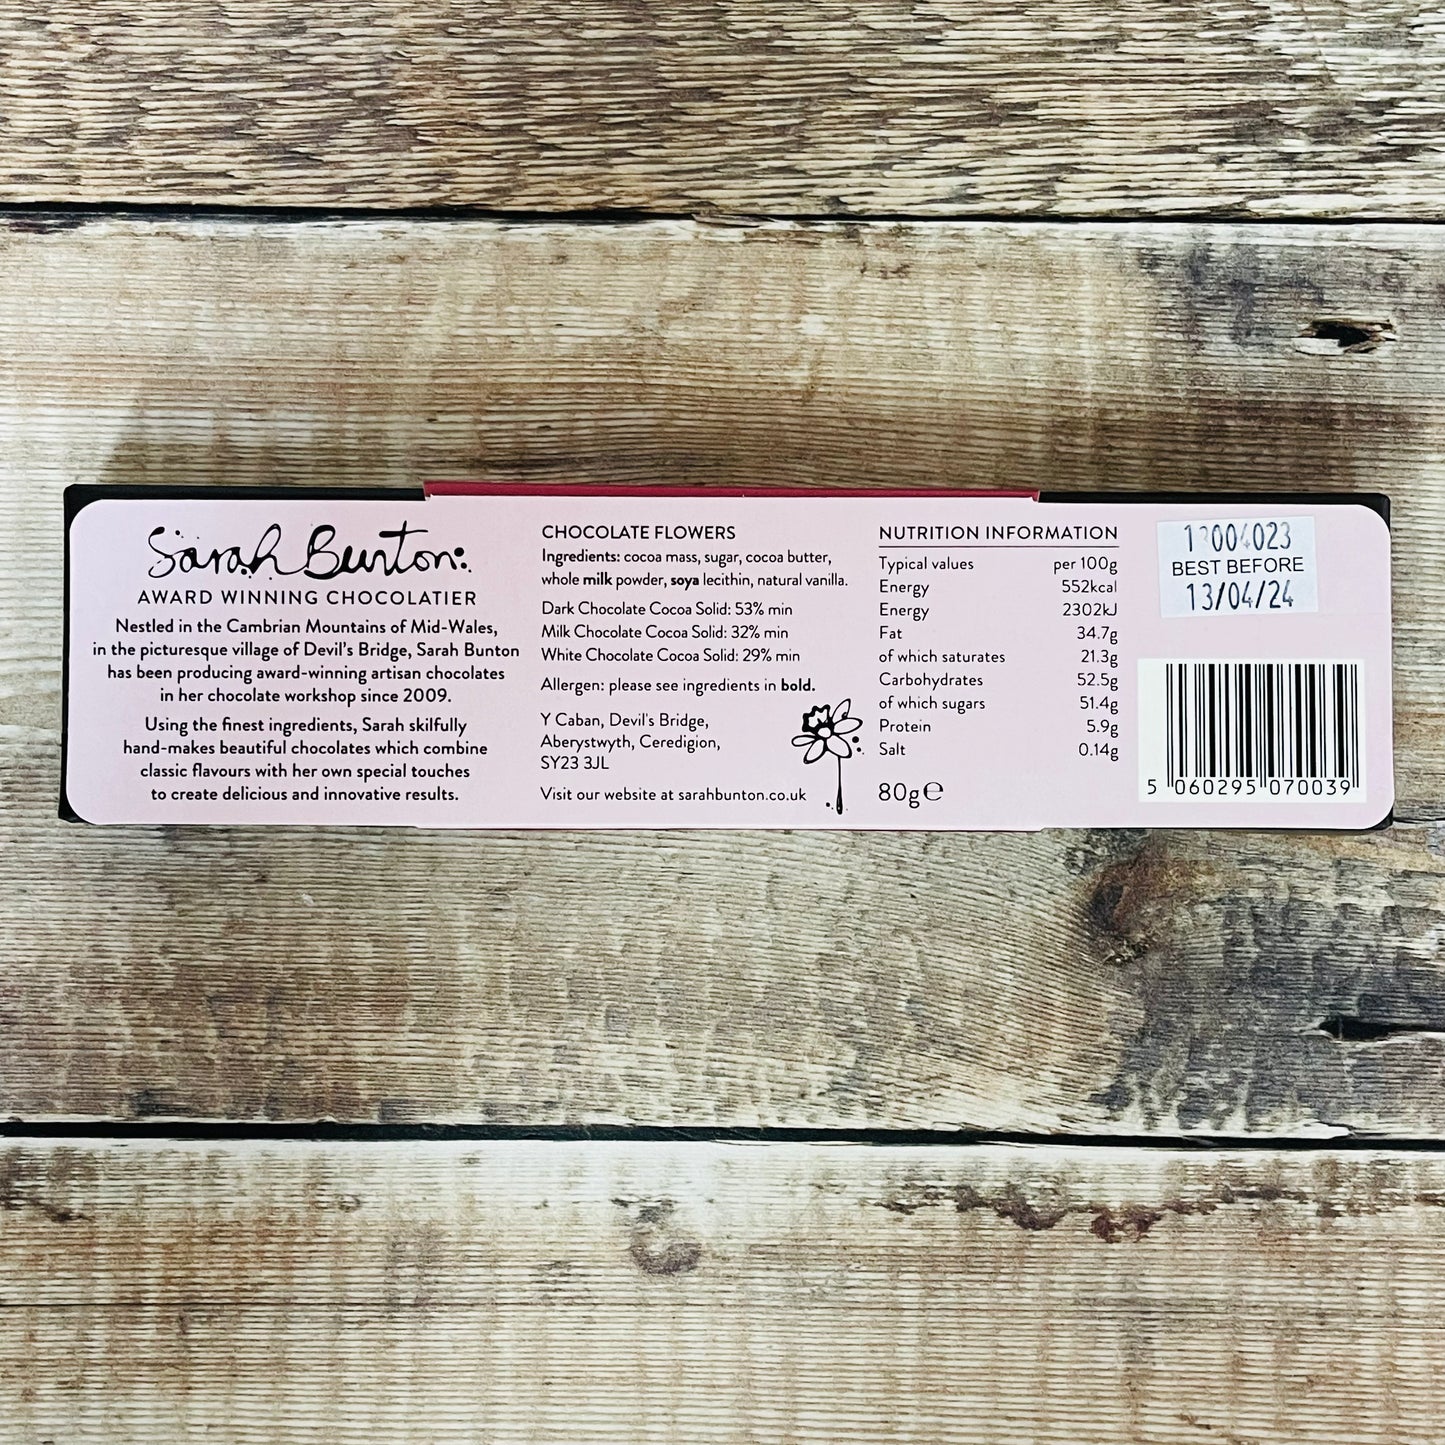 Sarah Bunton
AWARD WINNING CHOCOLATIER
Nestled in the Cambrian Mountains of Mid-Wales,
in the picturesque village of Devil's Bridge, Sarah Bunton
has been producing award-winning artisan chocolates
in her chocolate workshop since 2009.
Using the finest ingredients, Sarah skilfully
hand-makes beautiful chocolates which combine
classic flavours with her own special touches
to create delicious and innovative results.
CHOCOLATE FLOWERS
Ingredients: cocoa mass, sugar, cocoa butter,
whole milk powder, soya lecithin, natural vanilla.
Dark Chocolate Cocoa Solid: 53% min
Milk Chocolate Cocoa Solid: 32% min
White Chocolate Cocoa Solid: 29% min
Allergen: please see ingredients in bold.
Y Caban, Devil's Bridge,
Aberystwyth, Ceredigion,
SY23 3JL
Visit our website at sarahbunton.co.uk
NUTRITION INFORMATION
Typical values per 100g
Energy 552kcal
Energy 2302kJ
Fat 34.7g
of which saturates 21.3g
Carbohydrates 52.5g
of which sugars 51.4g
Protein 5.9g
Salt 0.14g
80g℮
BEST BEFORE
13/04/24
5 060295 070039